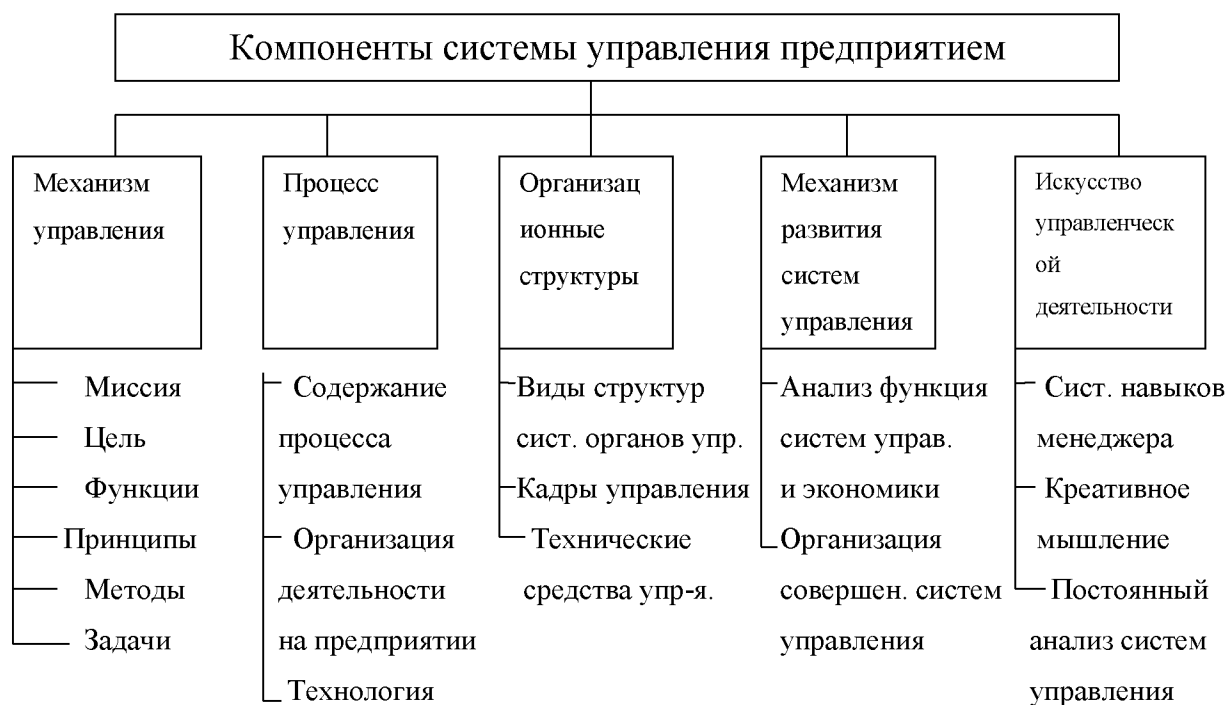 Компоненты системы управления предприятием
Механизм
управления
Миссия
Цель
Функции
Принципы
Методы
Задачи
Процесс
управления
Содержание
процесса
управления
Организация
деятельности
на предприятии
Технология
Организац
ионные
структуры
Виды структур
сист. органов упр.
Кадры управления
Технические
средства упр-я.
Механизм
развития
систем
управления
Анализ функция
систем управ.
и экономики
Организация
совершен. систем
управления
Искусство
управленческ
ой
деятельности
Сист. навыков
менеджера
Креативное
мышление
Постоянный
анализ систем
управления